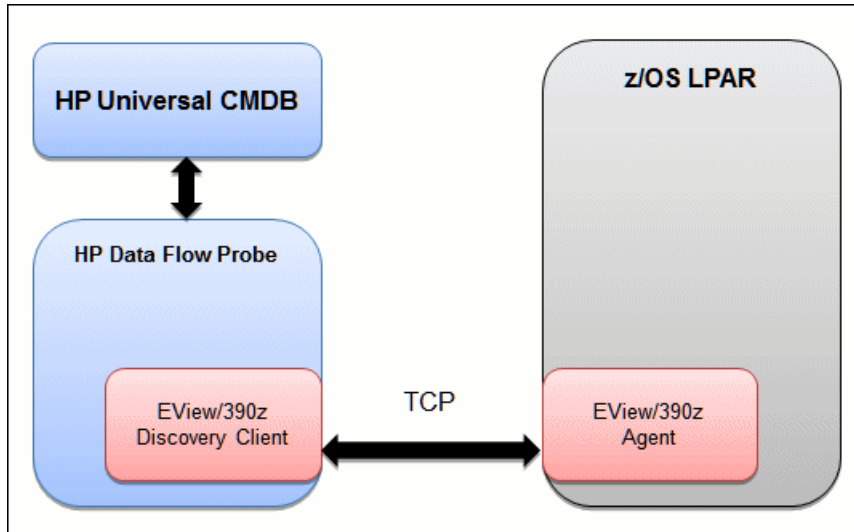 HP Universal CMDB
z/OS LPAR
HP Data Flow Probe
EView/390z
Discovery Client
TCP
EView/390z
Agent